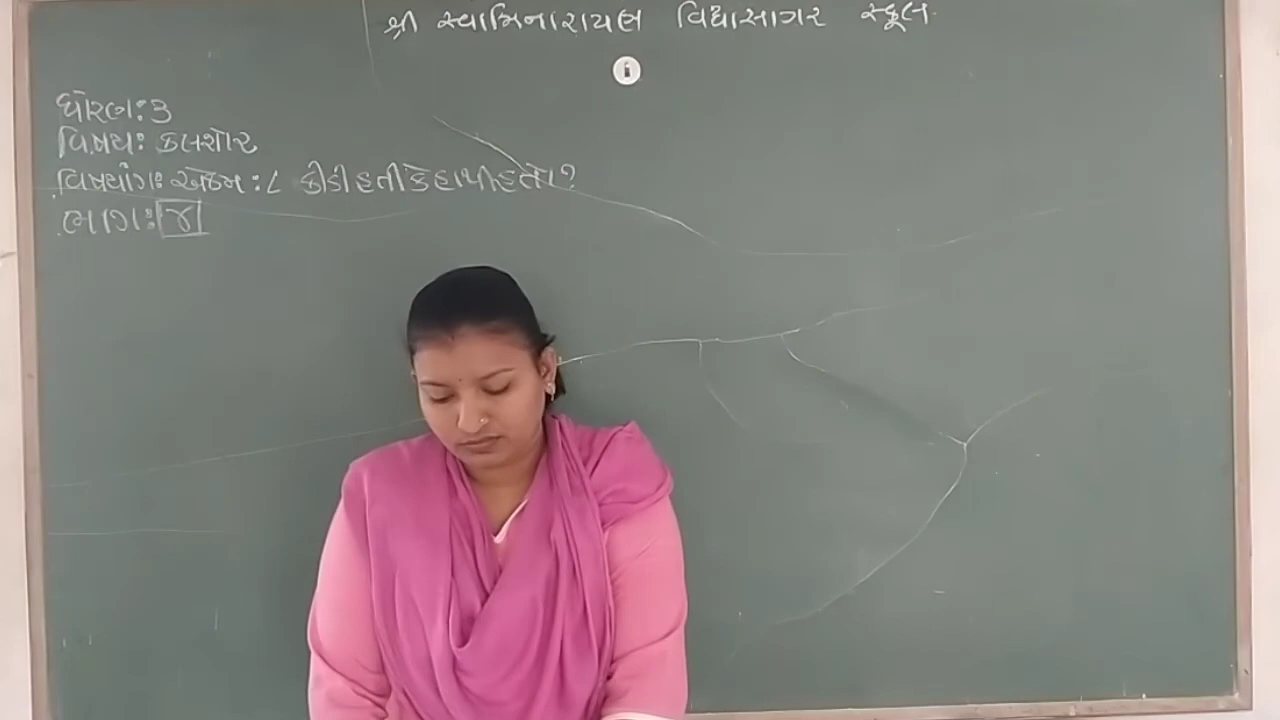 શ્રી સ્વામિનારાયણ વિદ્યાસાગર સ્કૂલ
ધોરણ: ૩
વિષય: કલશોર
વિષયાંગ: એકમ : ૮ કીડી હતી કે હાથી હતો ?
ભાગ: ૪